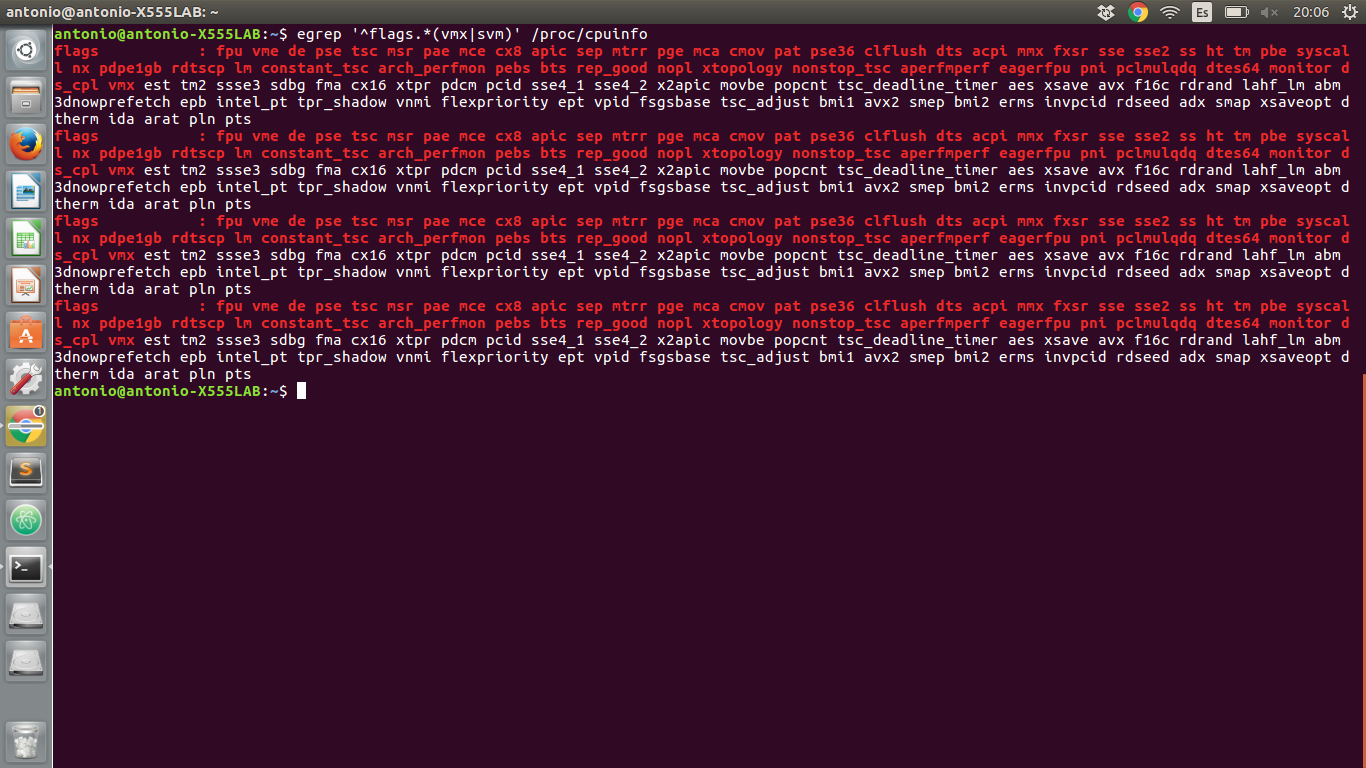 antonio@antonio-X555LAB: ~
Es
20:06
antonio@antonio-X555LAB:~$ egrep '^flags.*(vmx|svm)' /proc/cpuinfo
flags : fpu vme de pse tsc msr pae mce cx8 apic sep mtrr pge mca cmov pat pse36 clflush dts acpi mmx fxsr sse sse2 ss ht tm pbe syscal
l nx pdpe1gb rdtscp lm constant_tsc arch_perfmon pebs bts rep_good nopl xtopology nonstop_tsc aperfmperf eagerfpu pni pclmulqdq dtes64 monitor d
s_cpl vmx est tm2 ssse3 sdbg fma cx16 xtpr pdcm pcid sse4_1 sse4_2 x2apic movbe popcnt tsc_deadline_timer aes xsave avx f16c rdrand lahf_lm abm
3dnowprefetch epb intel_pt tpr_shadow vnmi flexpriority ept vpid fsgsbase tsc_adjust bmi1 avx2 smep bmi2 erms invpcid rdseed adx smap xsaveopt d
therm ida arat pln pts
flags : fpu vme de pse tsc msr pae mce cx8 apic sep mtrr pge mca cmov pat pse36 clflush dts acpi mmx fxsr sse sse2 ss ht tm pbe syscal
l nx pdpe1gb rdtscp lm constant_tsc arch_perfmon pebs bts rep_good nopl xtopology nonstop_tsc aperfmperf eagerfpu pni pclmulqdq dtes64 monitor d
s_cpl vmx est tm2 ssse3 sdbg fma cx16 xtpr pdcm pcid sse4_1 sse4_2 x2apic movbe popcnt tsc_deadline_timer aes xsave avx f16c rdrand lahf_lm abm
3dnowprefetch epb intel_pt tpr_shadow vnmi flexpriority ept vpid fsgsbase tsc_adjust bmi1 avx2 smep bmi2 erms invpcid rdseed adx smap xsaveopt d
therm ida arat pln pts
flags : fpu vme de pse tsc msr pae mce cx8 apic sep mtrr pge mca cmov pat pse36 clflush dts acpi mmx fxsr sse sse2 ss ht tm pbe syscal
l nx pdpe1gb rdtscp lm constant_tsc arch_perfmon pebs bts rep_good nopl xtopology nonstop_tsc aperfmperf eagerfpu pni pclmulqdq dtes64 monitor d
s_cpl vmx est tm2 ssse3 sdbg fma cx16 xtpr pdcm pcid sse4_1 sse4_2 x2apic movbe popcnt tsc_deadline_timer aes xsave avx f16c rdrand lahf_lm abm
3dnowprefetch epb intel_pt tpr_shadow vnmi flexpriority ept vpid fsgsbase tsc_adjust bmi1 avx2 smep bmi2 erms invpcid rdseed adx smap xsaveopt d
therm ida arat pln pts
flags : fpu vme de pse tsc msr pae mce cx8 apic sep mtrr pge mca cmov pat pse36 clflush dts acpi mmx fxsr sse sse2 ss ht tm pbe syscal
l nx pdpe1gb rdtscp lm constant_tsc arch_perfmon pebs bts rep_good nopl xtopology nonstop_tsc aperfmperf eagerfpu pni pclmulqdq dtes64 monitor d
s_cpl vmx est tm2 ssse3 sdbg fma cx16 xtpr pdcm pcid sse4_1 sse4_2 x2apic movbe popcnt tsc_deadline_timer aes xsave avx f16c rdrand lahf_lm abm
3dnowprefetch epb intel_pt tpr_shadow vnmi flexpriority ept vpid fsgsbase tsc_adjust bmi1 avx2 smep bmi2 erms invpcid rdseed adx smap xsaveopt d
therm ida arat pln pts
antonio@antonio-X555LAB:~$